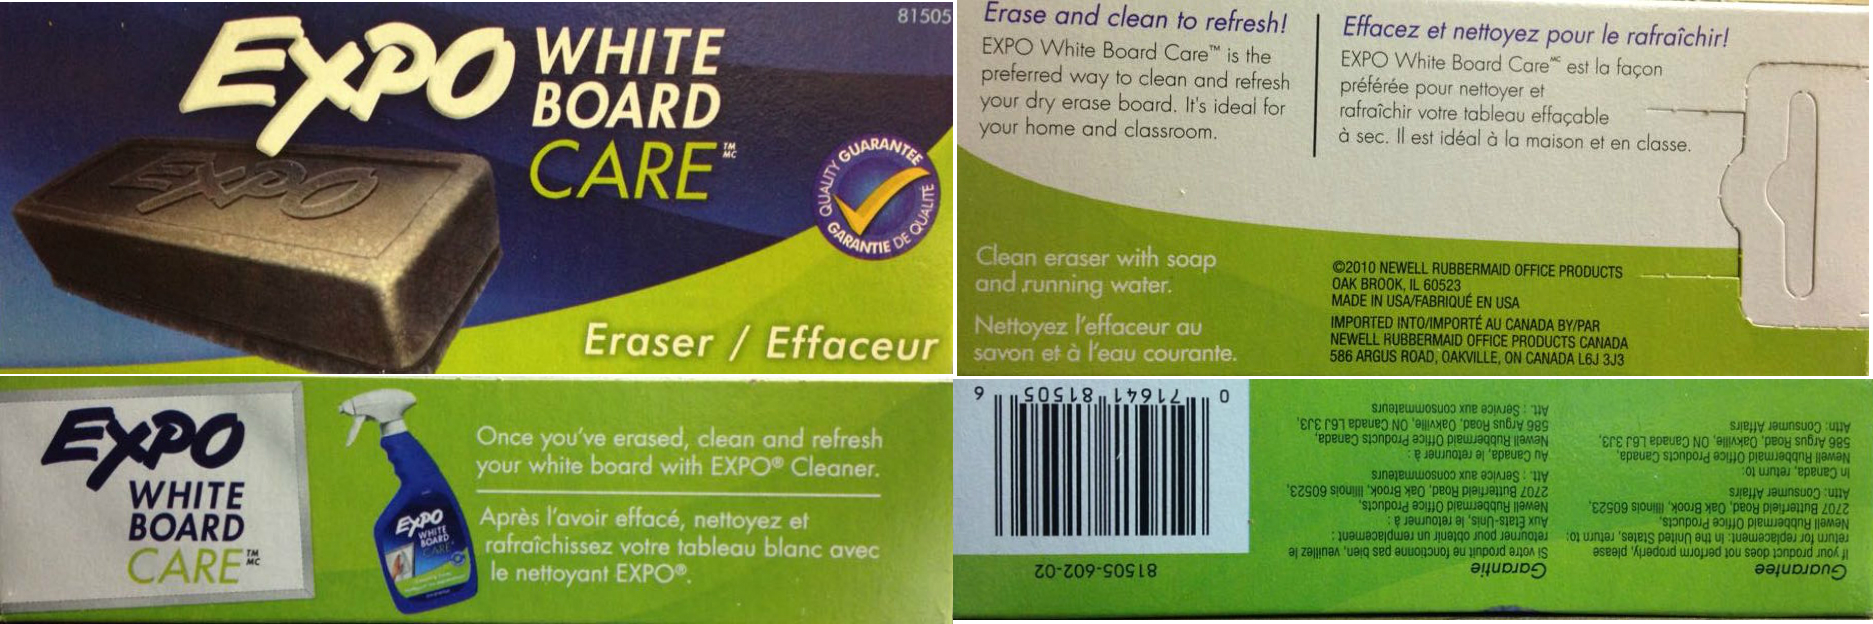 81505
EXPO
WHITE
BOARD
CARE TM MC
EXPO
QUALITY GUARANTEE
GARANTIE DE QUALITÉ
Eraser / Effaceur
Erase and clean to refresh!
EXPO White Board Care™ is the
preferred way to clean and refresh
your dry erase board. It's ideal for
your home and classroom.
Effacez et nettoyez pour le rafraîchir!
EXPO White Board Care MC est la façon
préférée pour nettoyer et
rafraîchir votre tableau effaçable
à sec. Il est idéal à la maison et en classe.
Clean eraser with soap
and running water.
Nettoyez l'effaceur au
savon et à l'eau courante.
©2010 NEWELL RUBBERMAID OFFICE PRODUCTS
OAK BROOK, IL 60523
MADE IN USA/FABRIQUÉ EN USA
IMPORTED INTO/IMPORTÉ AU CANADA BY/PAR
NEWELL RUBBERMAID OFFICE PRODUCTS CANADA
586 ARGUS ROAD, OAKVILLE, ON CANADA L6J 3J3
EXPO
WHITE
BOARD
CARE TM MC
EXPO
WHITE
BOARD
CARE
Once you've erased, clean and refresh
your white board with EXPO® Cleaner.
Après l'avoir effacé, nettoyez et
rafraîchissez votre tableau blanc avec
le nettoyant EXPO®.
Guarantee
If your product does not perform properly, please
return for replacement: In the United States, return to:
Newell Rubbermaid Office Products,
2707 Butterfield Road, Oak Brook, Illinois 60523,
Attn: Consumer Affairs
In Canada, return to:
Newell Rubbermaid Office Products Canada,
586 Argus Road, Oakville, ON Canada L6J 3J3,
Attn: Consumer Affairs
Garantie
Si votre produit ne fonctionne pas bien, veuillez le
retourner pour obtenir un remplacement :
Aux États-Unis, le retourner à :
Newell Rubbermaid Office Products,
2707 Butterfield Road, Oak Brook, Illinois 60523,
Att. : Service aux consommateurs
Au Canada, le retourner à :
Newell Rubbermaid Office Products Canada,
586 Argus Road, Oakville, ON Canada L6J 3J3,
Att. : Service aux consommateurs
81505-602-02
0 71641 81505 6